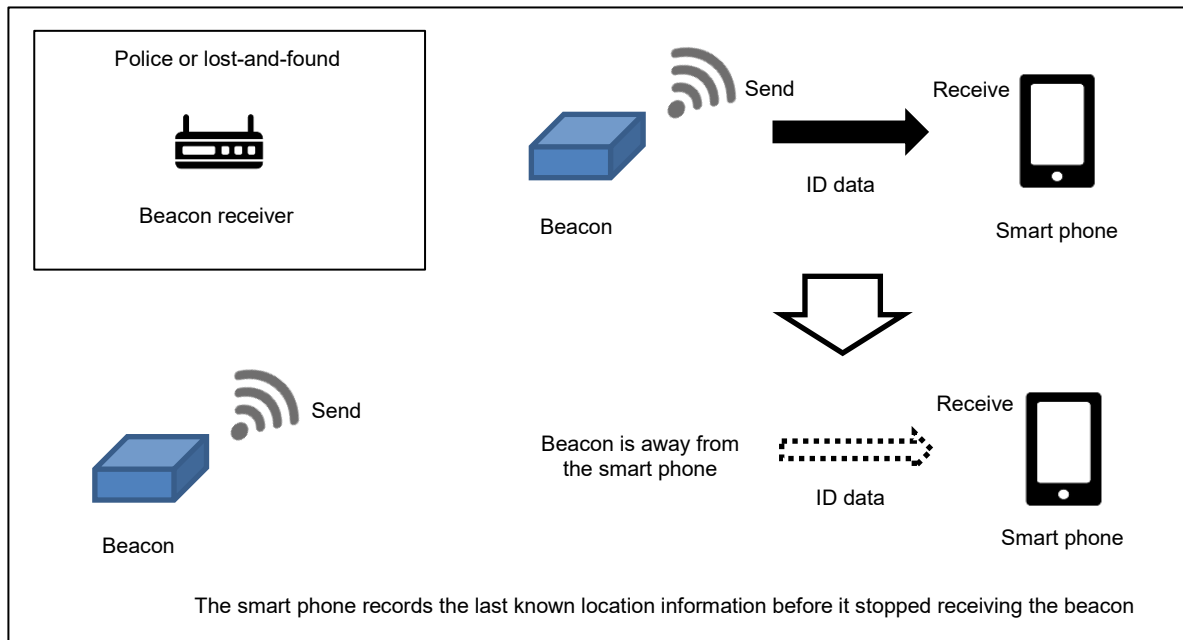 Police or lost-and-found
Beacon receiver
Send
Receive
ID data
Beacon
Smart phone
Send
Beacon
Beacon is away from
the smart phone
Receive
ID data
Smart phone
The smart phone records the last known location information before it stopped receiving the beacon